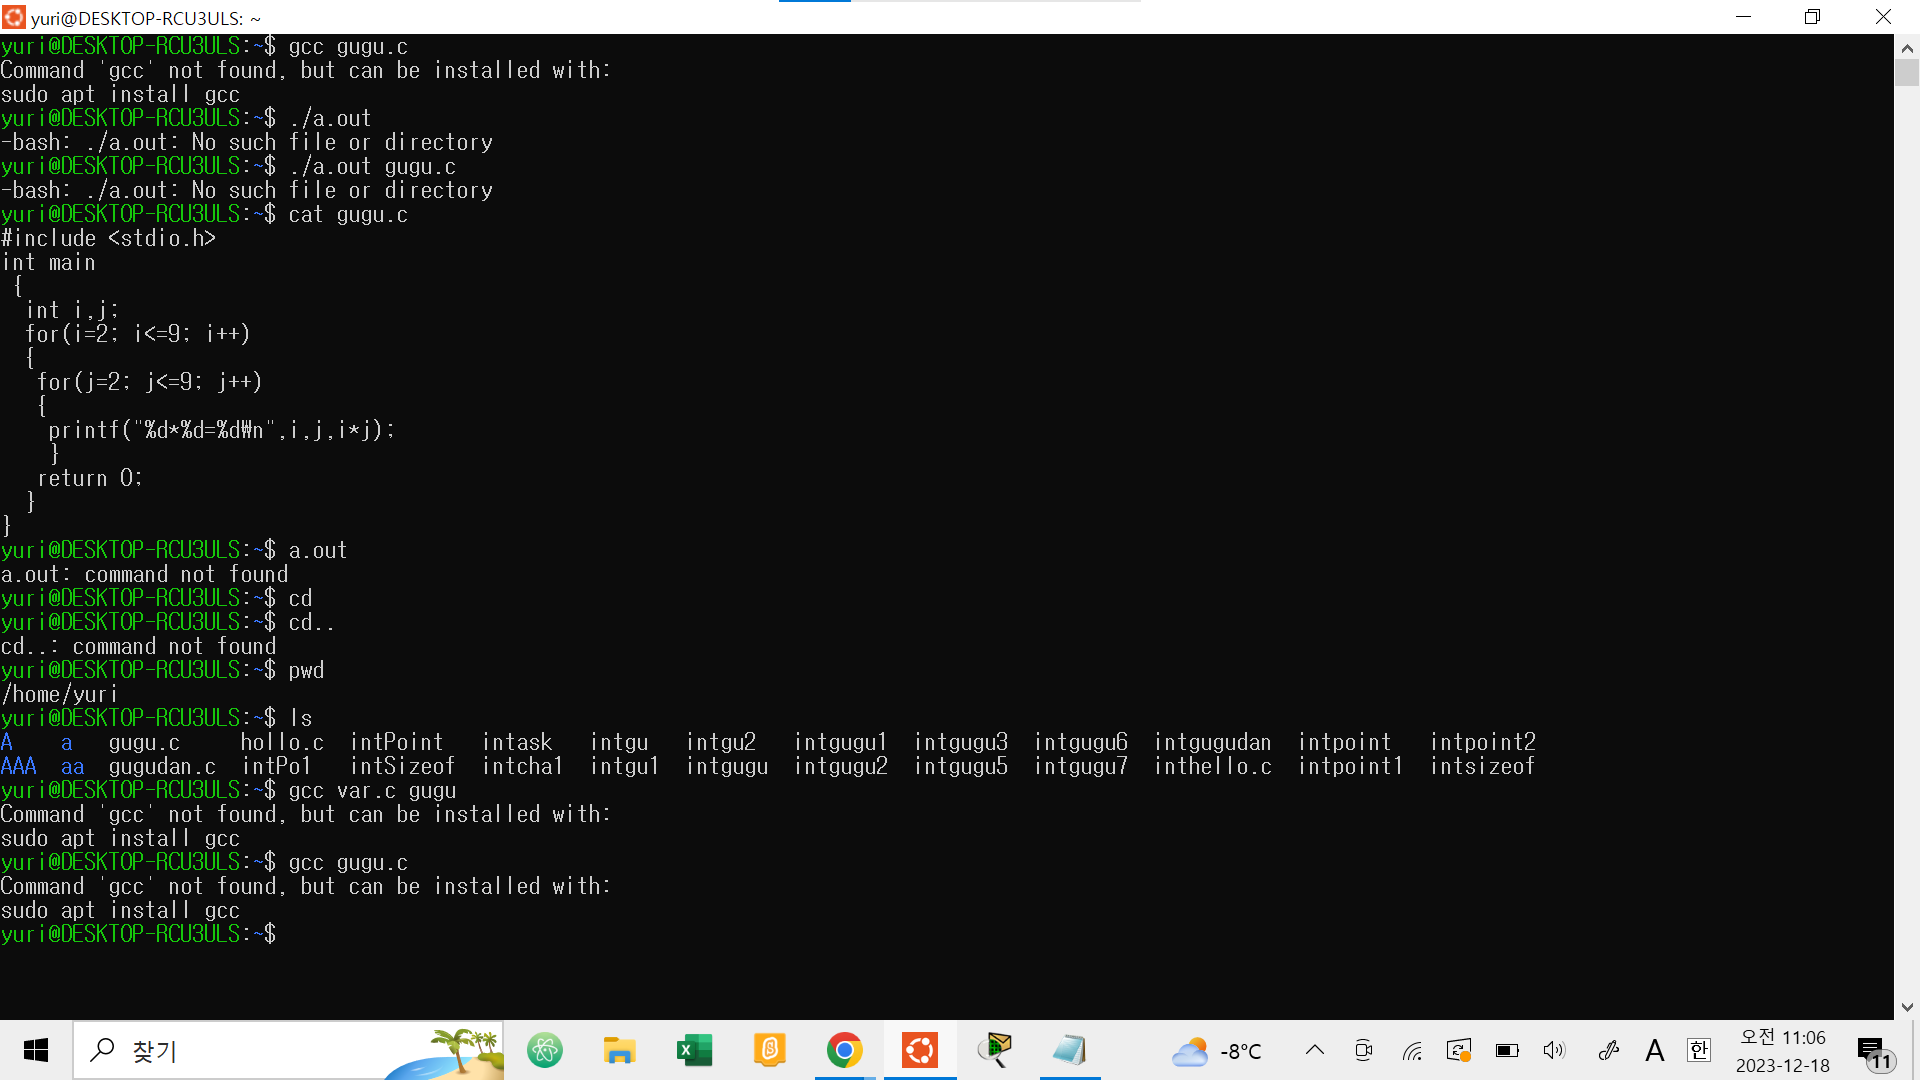 yuri@DESKTOP-RCU3ULS: ~
yuri@DESKTOP-RCU3ULS:~$ gcc gugu.c
Command 'gcc' not found, but can be installed with:
sudo apt install gcc
yuri@DESKTOP-RCU3ULS:~$ ./a.out
-bash: ./a.out: No such file or directory
yuri@DESKTOP-RCU3ULS:~$ ./a.out gugu.c
-bash: ./a.out: No such file or directory
yuri@DESKTOP-RCU3ULS:~$ cat gugu.c
#include <stdio.h>
int main
 {
  int i,j;
  for(i=2; i<=9; i++)
  {
   for(j=2; j<=9; j++)
   {
    printf("%d*%d=%d₩n",i,j,i*j);
    }
   return 0;
  }
}
yuri@DESKTOP-RCU3ULS:~$ a.out
a.out: command not found
yuri@DESKTOP-RCU3ULS:~$ cd
yuri@DESKTOP-RCU3ULS:~$ cd..
cd..: command not found
yuri@DESKTOP-RCU3ULS:~$ pwd
/home/yuri
yuri@DESKTOP-RCU3ULS:~$ ls
A    a   gugu.c     hollo.c  intPoint   intask   intgu   intgu2   intgugu1  intgugu3  intgugu6  intgugudan  intpoint   intpoint2
AAA  aa  gugudan.c  intPo1   intSizeof  intcha1  intgu1  intgugu  intgugu2  intgugu5  intgugu7  inthello.c  intpoint1  intsizeof
yuri@DESKTOP-RCU3ULS:~$ gcc var.c gugu
Command 'gcc' not found, but can be installed with:
sudo apt install gcc
yuri@DESKTOP-RCU3ULS:~$ gcc gugu.c
Command 'gcc' not found, but can be installed with:
sudo apt install gcc
yuri@DESKTOP-RCU3ULS:~$
찾기
-8°C
A
한
오전 11:06
2023-12-18
11